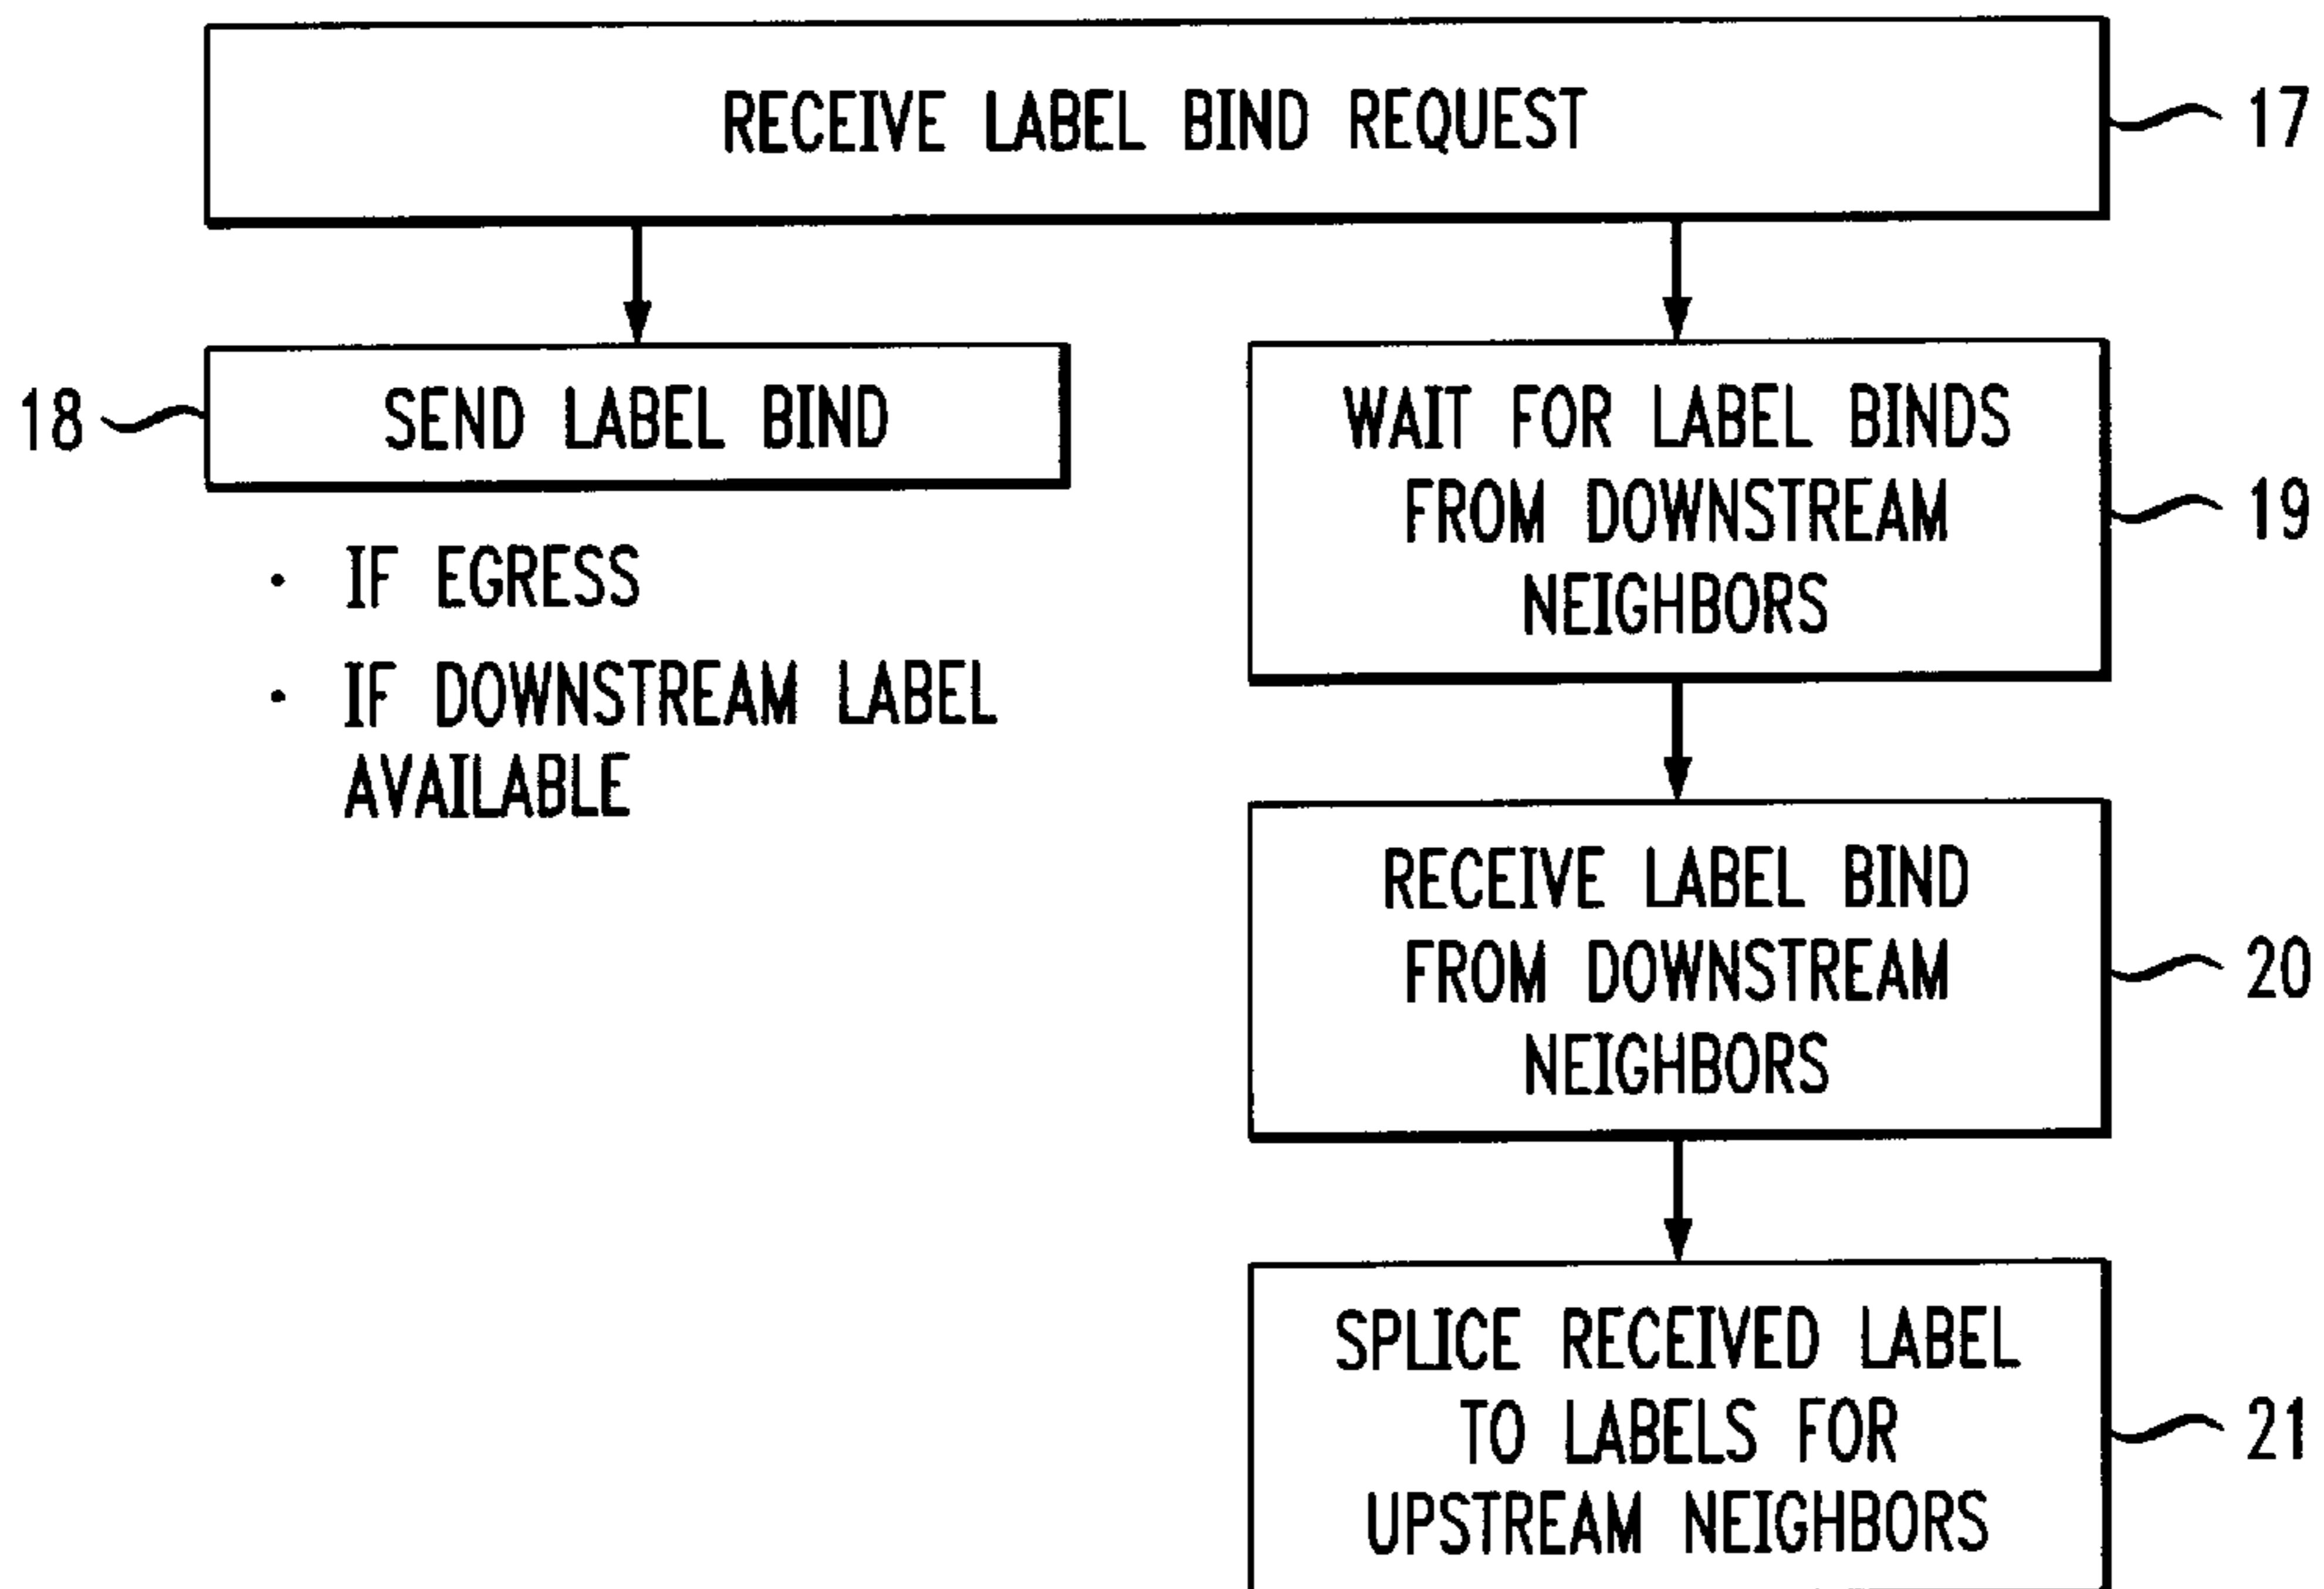 RECEIVE LABEL BIND REQUEST
17
18
SEND LABEL BIND
• IF EGRESS
• IF DOWNSTREAM LABEL
AVAILABLE
WAIT FOR LABEL BINDS
FROM DOWNSTREAM
NEIGHBORS
19
RECEIVE LABEL BIND
FROM DOWNSTREAM
NEIGHBORS
20
SPLICE RECEIVED LABEL
TO LABELS FOR
UPSTREAM NEIGHBORS
21